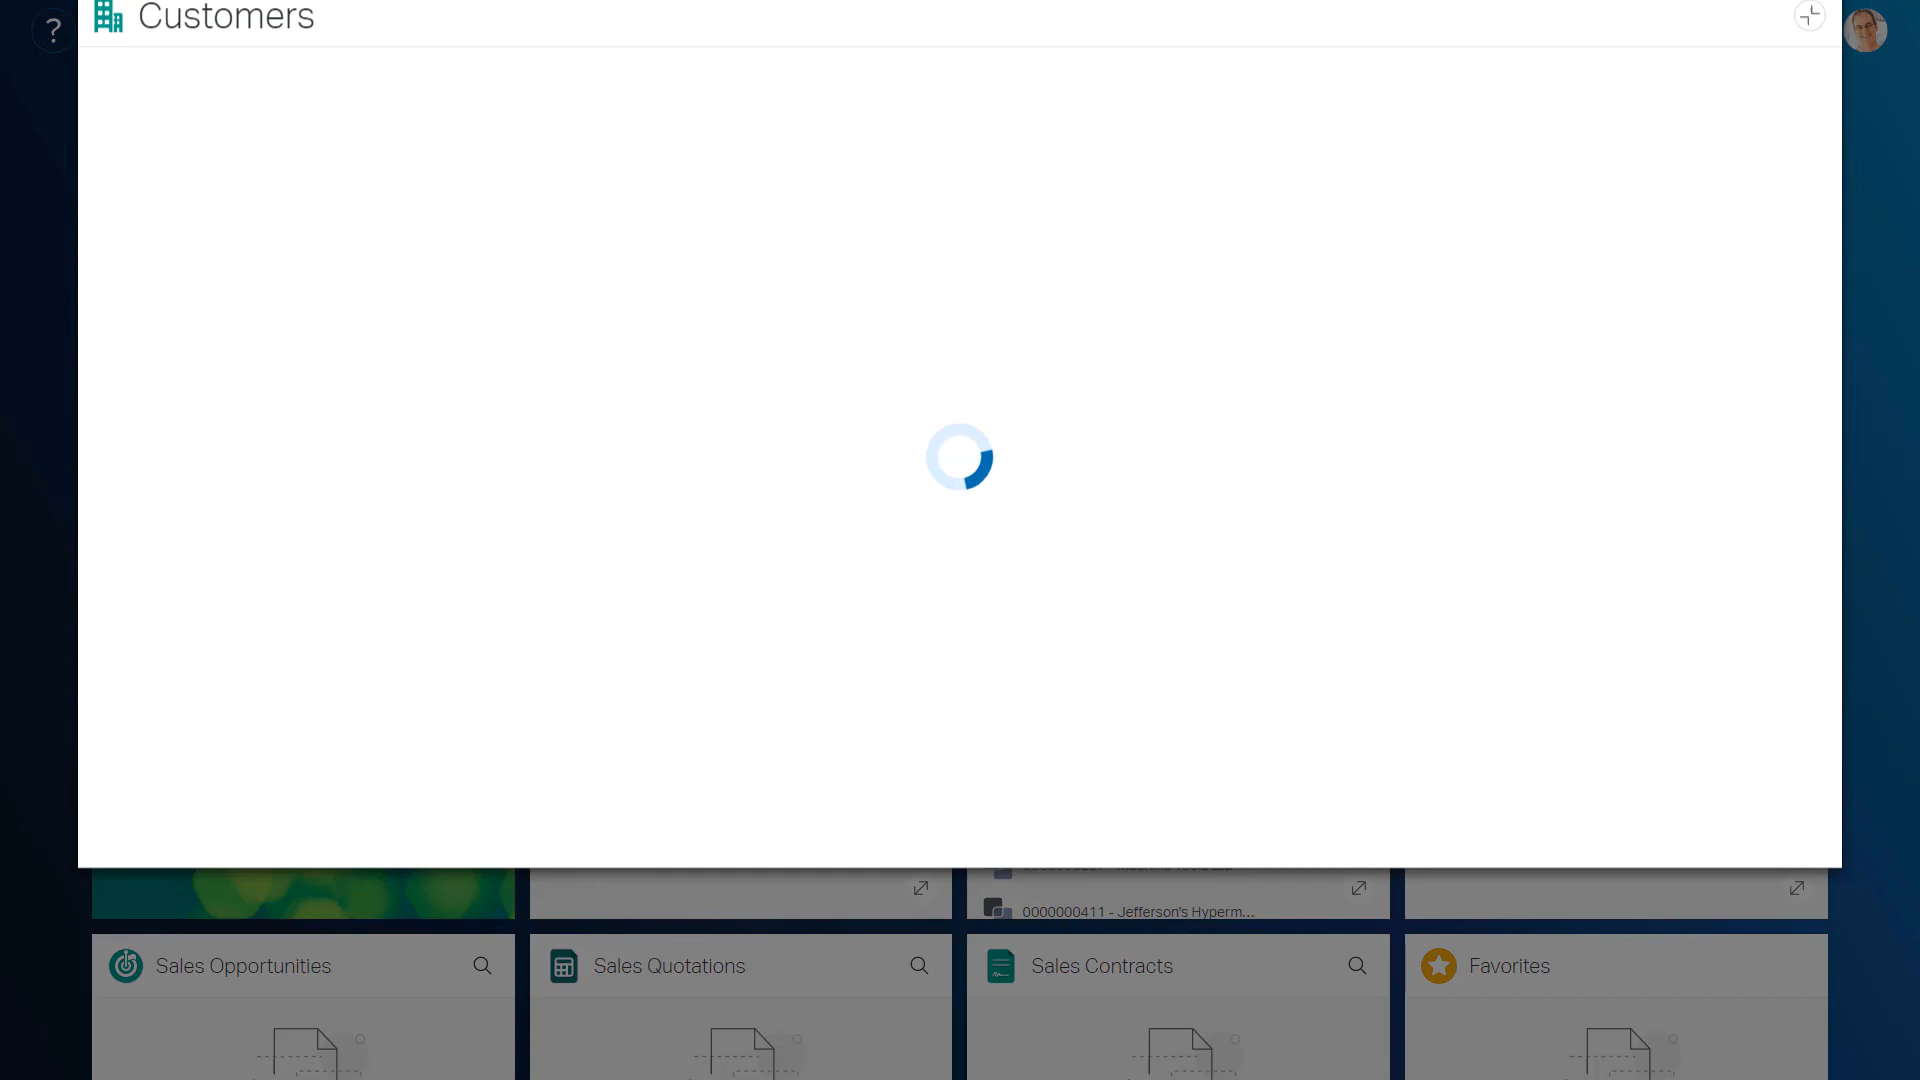 ?
Customers
0000000411 - Jefferson's Hyperm...
Sales Opportunities
Sales Quotations
Sales Contracts
Favorites